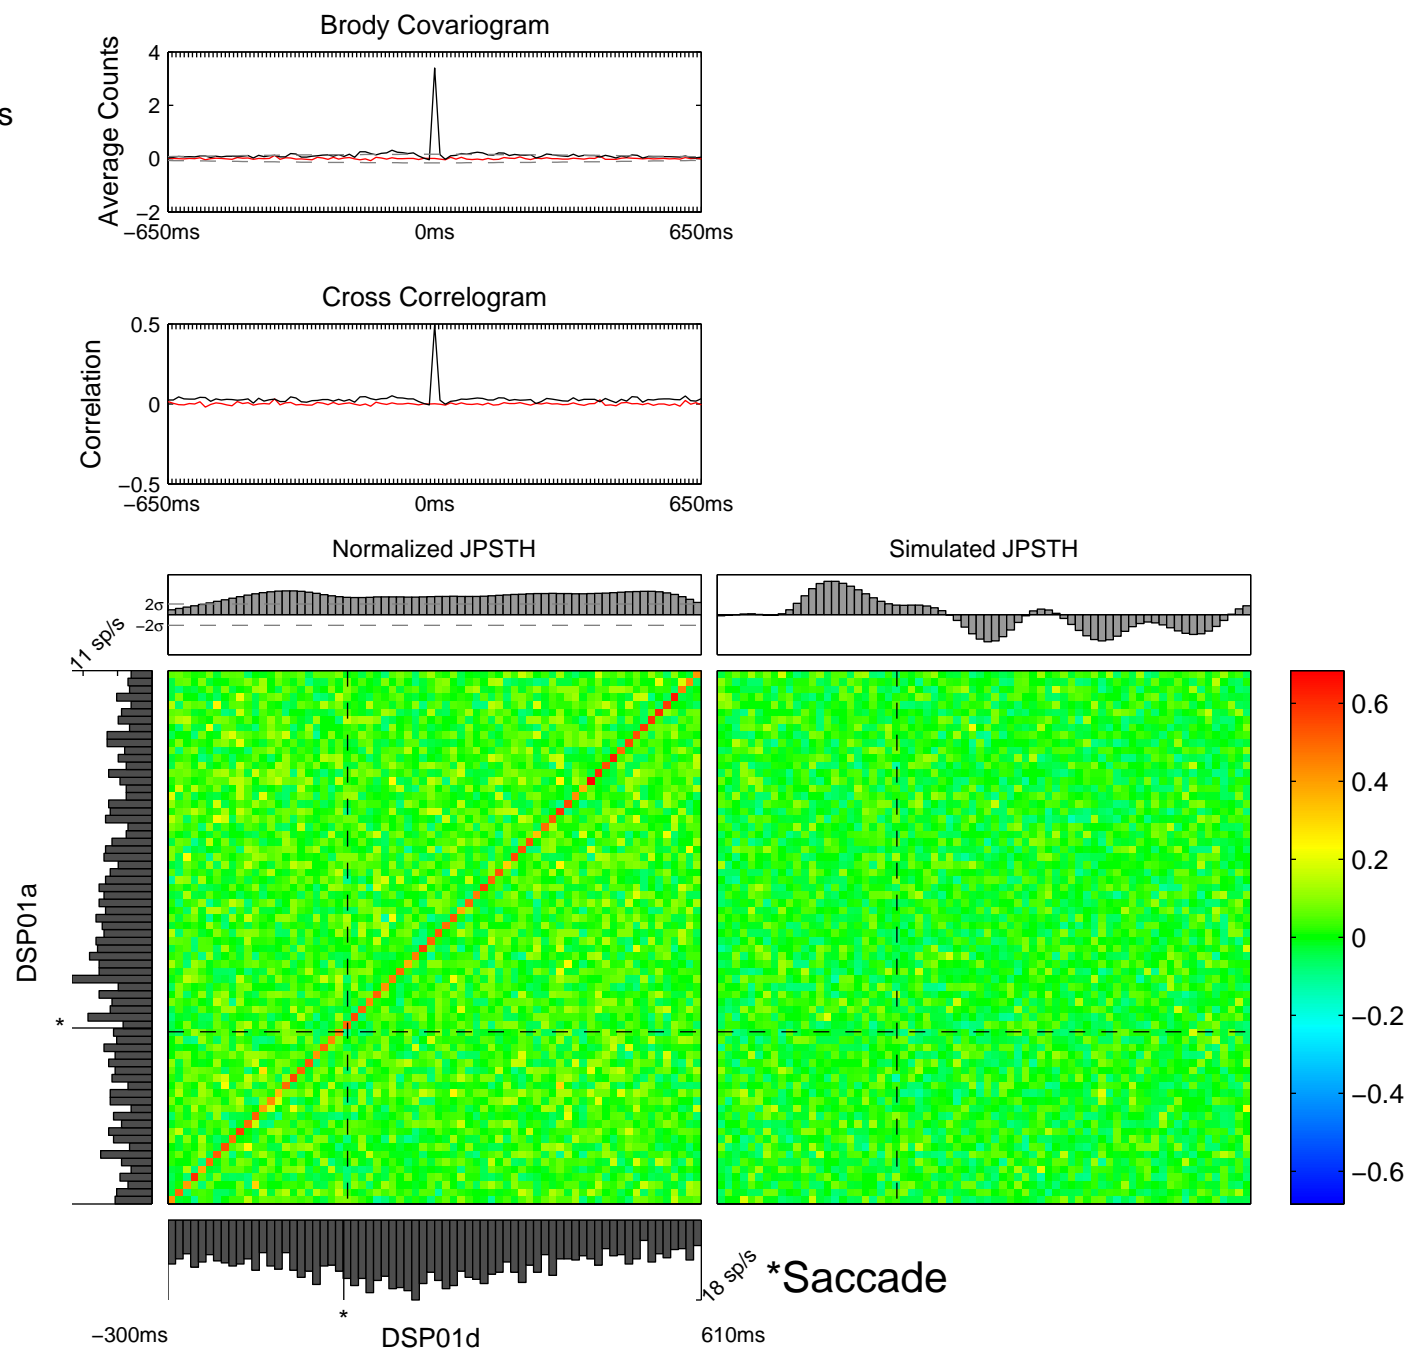 Brody Covariogram
s
Average Counts
4
2
0
−2
−650ms
0ms
650ms
Cross Correlogram
Correlation
0.5
0
−0.5
−650ms
0ms
650ms
Normalized JPSTH
Simulated JPSTH
2σ
−2σ
11 sp/s
DSP01a
*
0.6
0.4
0.2
0
−0.2
−0.4
−0.6
18 sp/s
*Saccade
*
−300ms
DSP01d
610ms